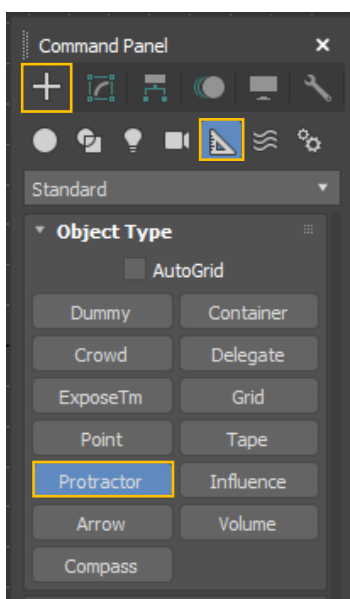 Command Panel
Standard
Object Type
AutoGrid
Dummy Container
Crowd Delegate
ExposeTm Grid
Point Tape
Protractor Influence
Arrow Volume
Compass